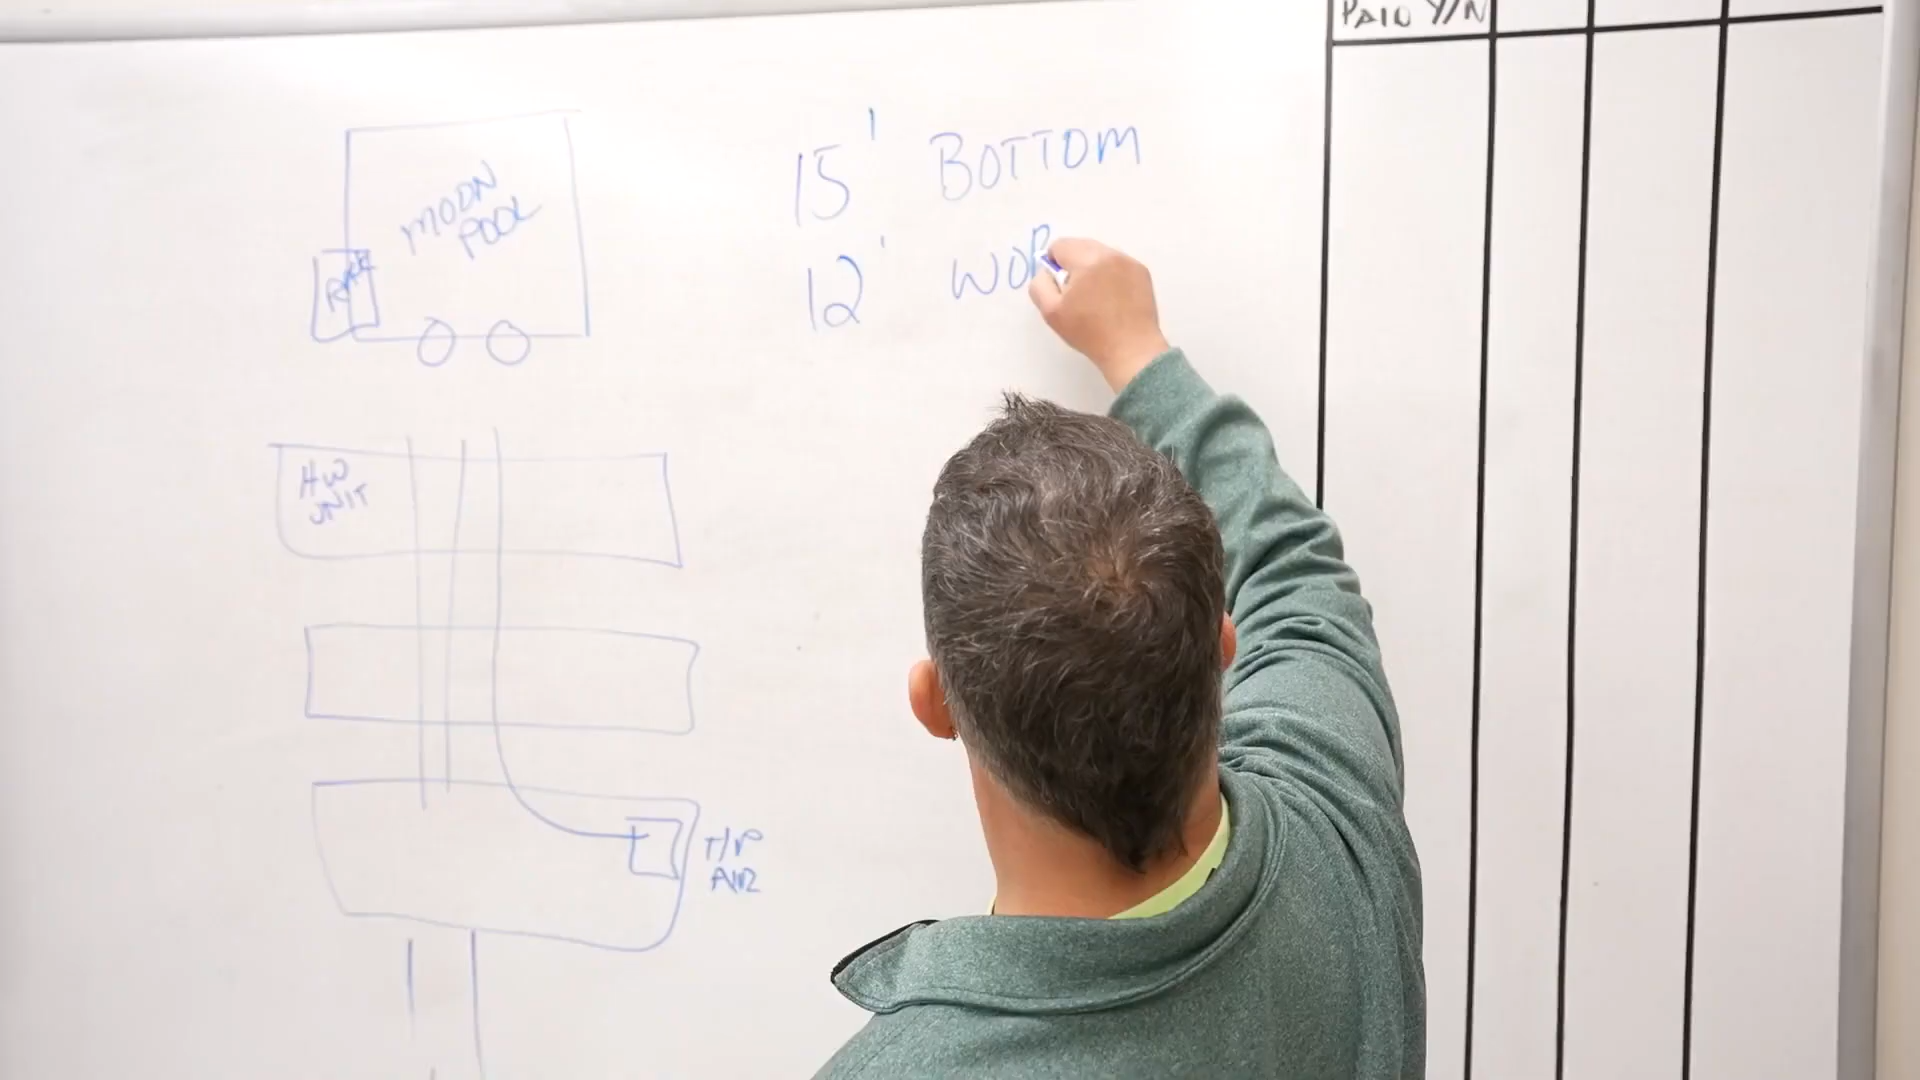 PAID Y/N
15' BOTTOM
12' WOR
MOON
POOL
HW
UNIT
T/P
AIR